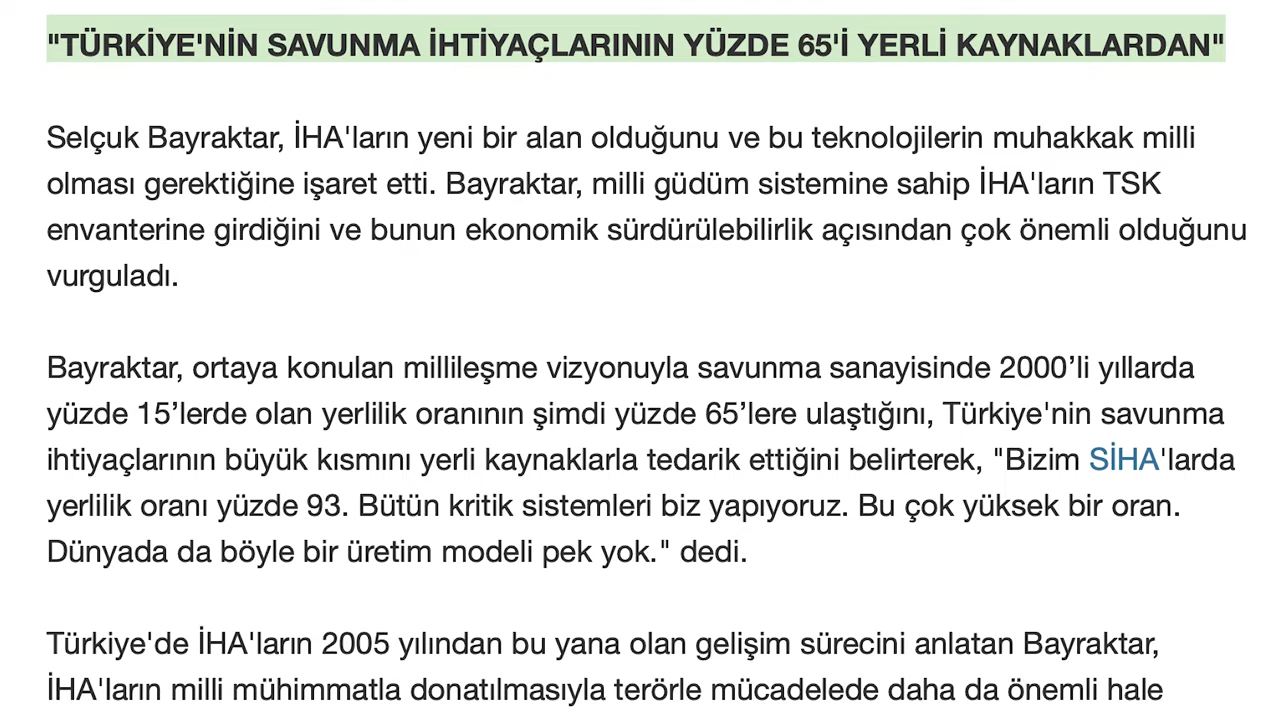 "TÜRKİYE'NİN SAVUNMA İHTİYAÇLARININ YÜZDE 65'İ YERLİ KAYNAKLARDAN"
Selçuk Bayraktar, İHA'ların yeni bir alan olduğunu ve bu teknolojilerin muhakkak milli
olması gerektiğine işaret etti. Bayraktar, milli güdüm sistemine sahip İHA'ların TSK
envanterine girdiğini ve bunun ekonomik sürdürülebilirlik açısından çok önemli olduğunu
vurguladı.
Bayraktar, ortaya konulan millileşme vizyonuyla savunma sanayisinde 2000’li yıllarda
yüzde 15’lerde olan yerlilik oranının şimdi yüzde 65’lere ulaştığını, Türkiye'nin savunma
ihtiyaçlarının büyük kısmını yerli kaynaklarla tedarik ettiğini belirterek, "Bizim SİHA'larda
yerlilik oranı yüzde 93. Bütün kritik sistemleri biz yapıyoruz. Bu çok yüksek bir oran.
Dünyada da böyle bir üretim modeli pek yok." dedi.
Türkiye'de İHA'ların 2005 yılından bu yana olan gelişim sürecini anlatan Bayraktar,
İHA'ların milli mühimmatla donatılmasıyla terörle mücadelede daha da önemli hale